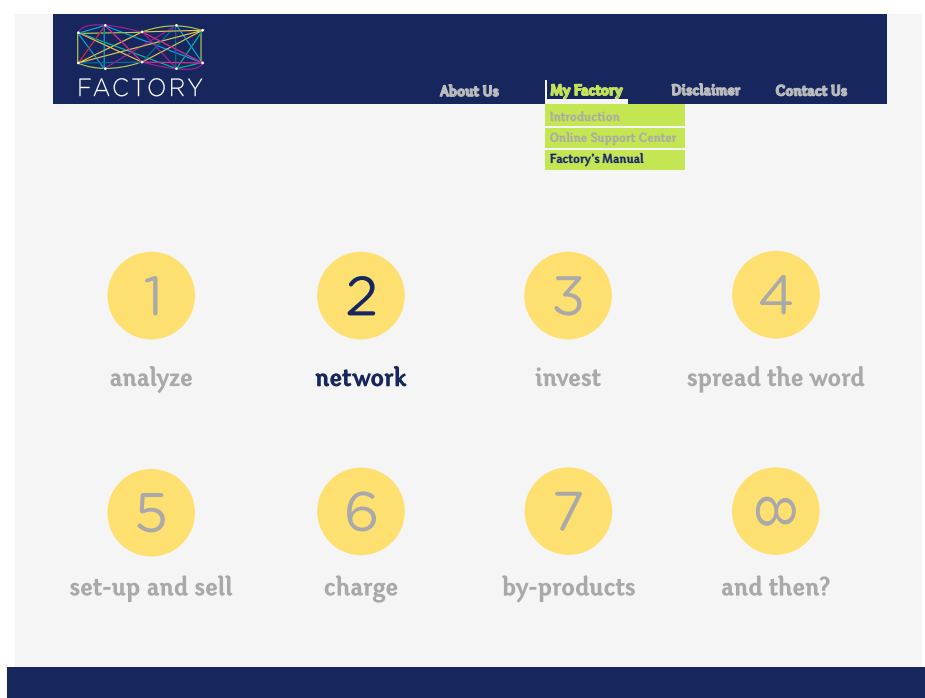 FACTORY
About Us
My Factory
Disclaimer
Contact Us
Introduction
Online Support Center
Factory's Manual
1
2
3
4
analyze
network
invest
spread the word
5
6
7
∞
set-up and sell
charge
by-products
and then?